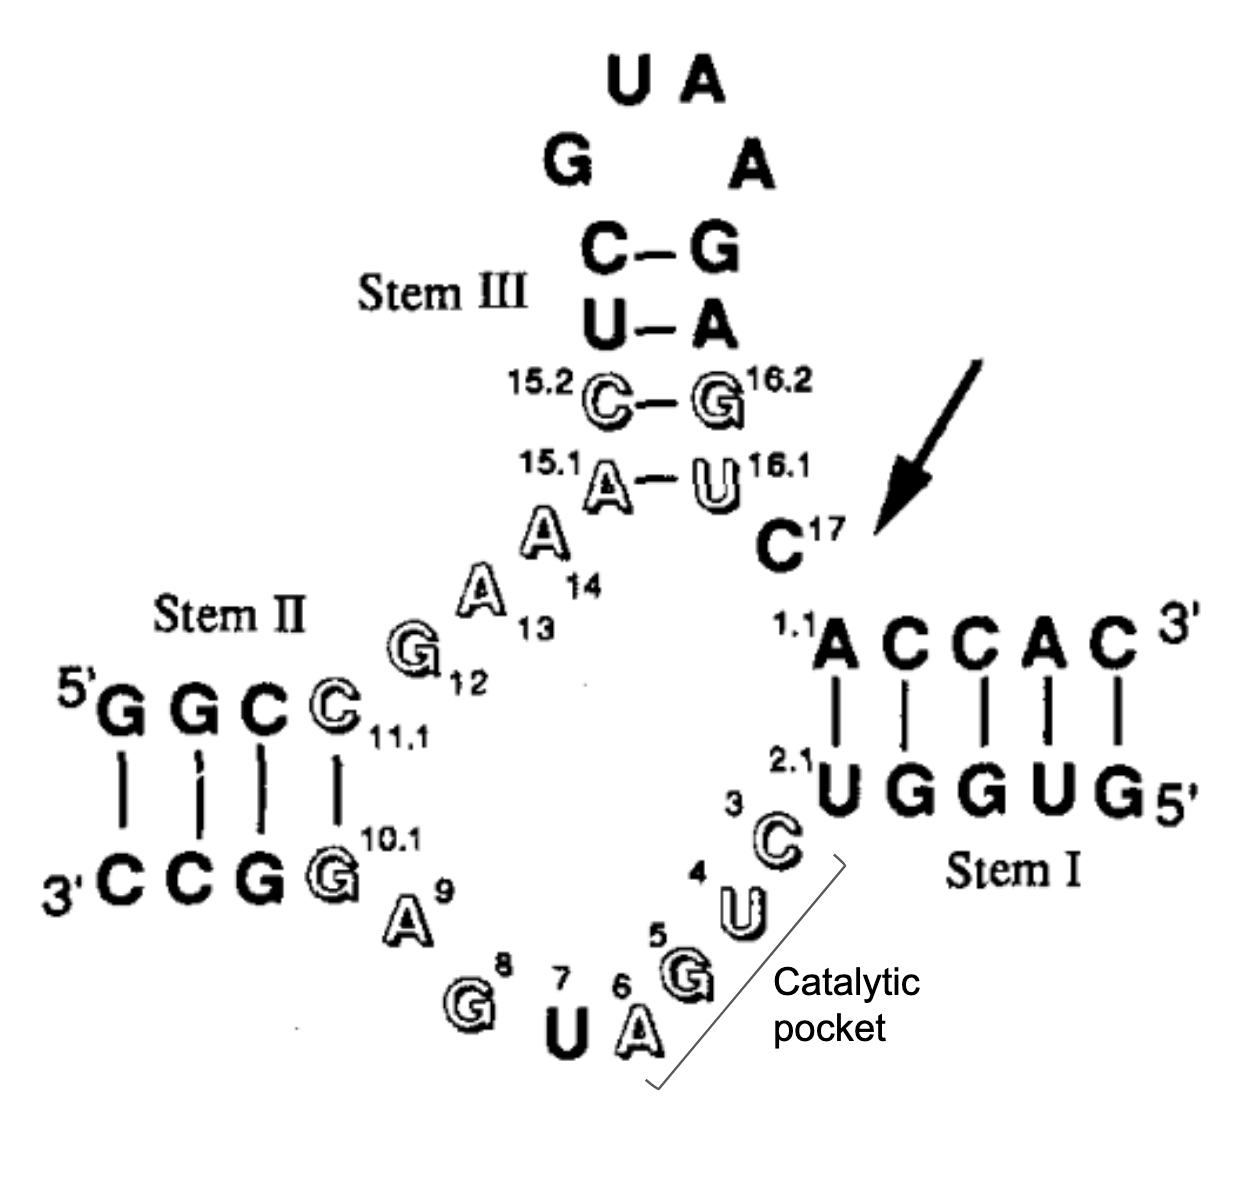 U A
G A
C–G
Stem III
U–A
15.2 C–G 16.2
15.1 A–U 16.1
A 14
C 17
A 13
Stem II
G 12
1.1 A C C A C 3'
5' G G C C 11.1
2.1 U G G U G 5'
3 C
3' C C G G 10.1
Stem I
4 U
A 9
5 G
G 8
7 U
6 A
Catalytic
pocket